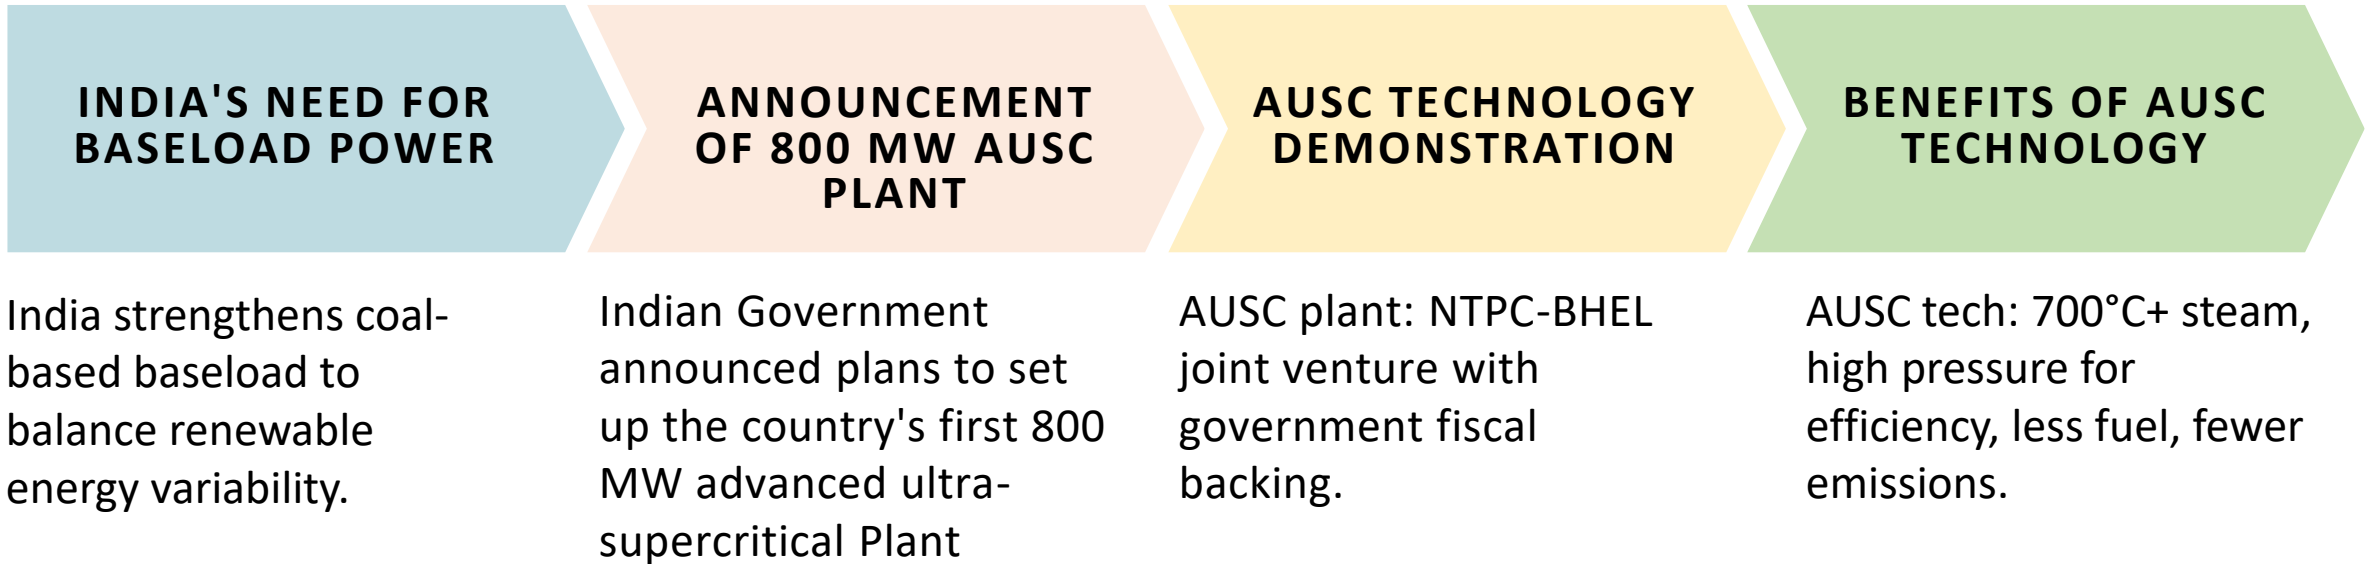 INDIA'S NEED FOR
BASELOAD POWER
India strengthens coal-
based baseload to
balance renewable
energy variability.
ANNOUNCEMENT
OF 800 MW AUSC
PLANT
Indian Government
announced plans to set
up the country's first 800
MW advanced ultra-
supercritical Plant
AUSC TECHNOLOGY
DEMONSTRATION
AUSC plant: NTPC-BHEL
joint venture with
government fiscal
backing.
BENEFITS OF AUSC
TECHNOLOGY
AUSC tech: 700°C+ steam,
high pressure for
efficiency, less fuel, fewer
emissions.